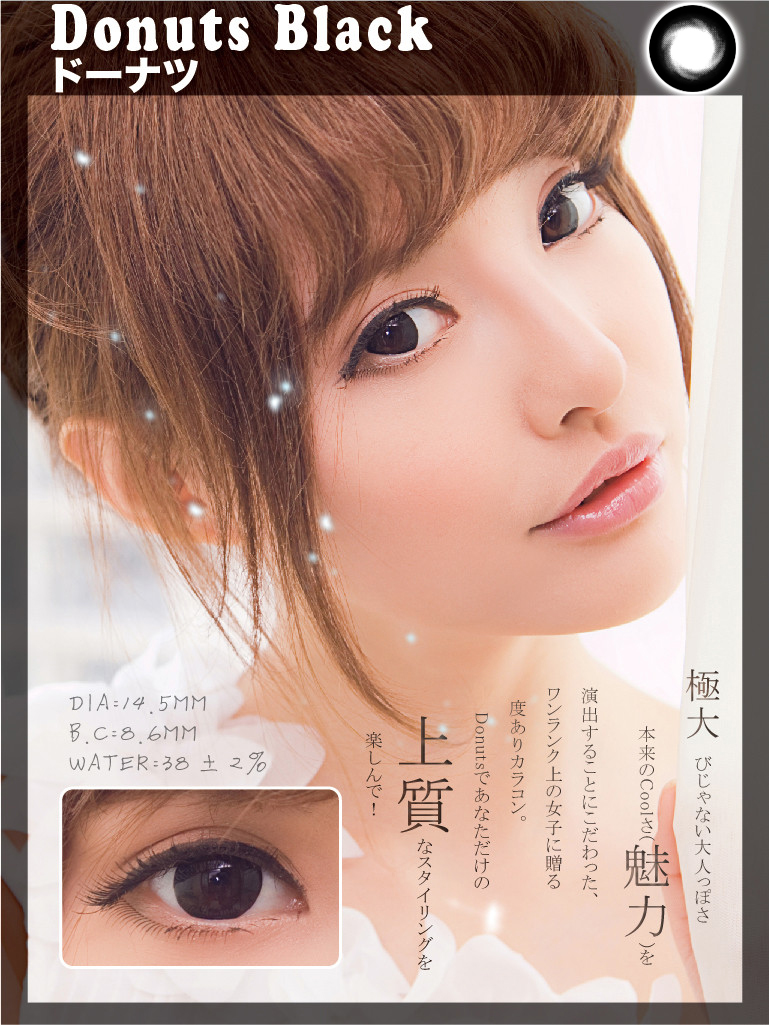 Donuts Black
ドーナツ
極大びじゃない大人っぽさ
本来のCoolさ(魅力)を
演出することにこだわった、
ワンランク上の女子に贈る
度ありカラコン。
Donutsであなただけの
上質なスタイリングを
楽しんで!
DIA:14.5MM
B.C:8.6MM
WATER:38 ± 2%